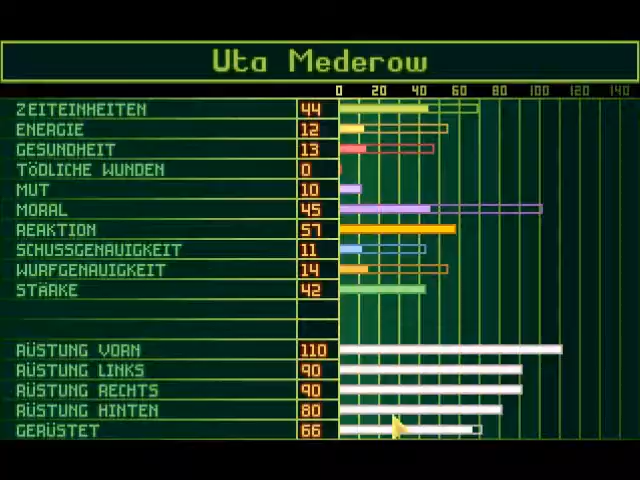 Uta Mederow
0 20 40 60 80 100 120 140
ZEITEINHEITEN 44
ENERGIE 12
GESUNDHEIT 13
TöDLICHE WUNDEN 0
MUT 10
MORAL 45
REAKTION 57
SCHUSSGENAUIGKEIT 11
WURFGENAUIGKEIT 14
STÄRKE 42
RÜSTUNG VORN 110
RÜSTUNG LINKS 90
RÜSTUNG RECHTS 90
RÜSTUNG HINTEN 80
GERÜSTET 66